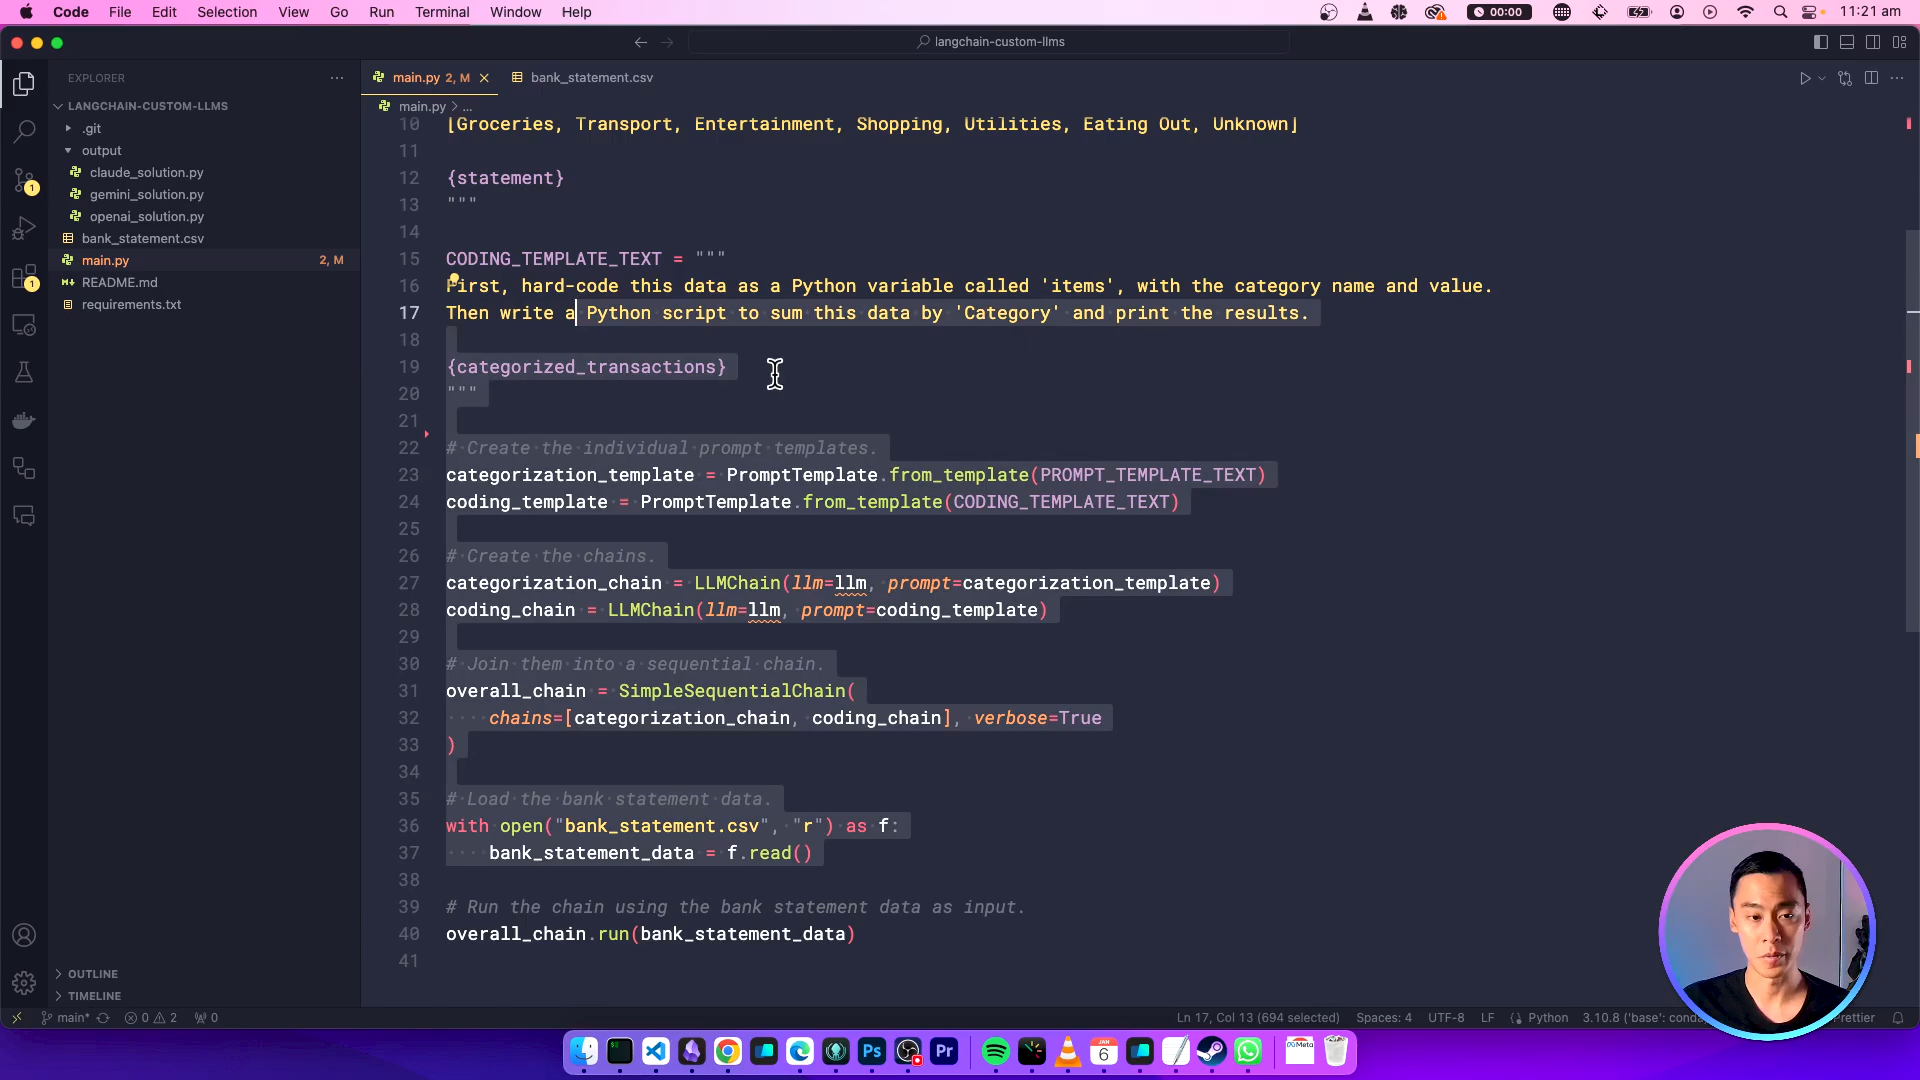 Code File Edit Selection View Go Run Terminal Window Help
00:00
11:21 am
langchain-custom-llms
EXPLORER
main.py 2, M
bank_statement.csv
LANGCHAIN-CUSTOM-LLMS
.git
output
claude_solution.py
gemini_solution.py
openai_solution.py
bank_statement.csv
main.py 2, M
README.md
requirements.txt
main.py > ...
10 [Groceries, Transport, Entertainment, Shopping, Utilities, Eating Out, Unknown]
11
12 {statement}
13 """
14
15 CODING_TEMPLATE_TEXT = """
16 First, hard-code this data as a Python variable called 'items', with the category name and value.
17 Then write a Python script to sum this data by 'Category' and print the results.
18
19 {categorized_transactions}
20 """
21
22 # Create the individual prompt templates.
23 categorization_template = PromptTemplate.from_template(PROMPT_TEMPLATE_TEXT)
24 coding_template = PromptTemplate.from_template(CODING_TEMPLATE_TEXT)
25
26 # Create the chains.
27 categorization_chain = LLMChain(llm=llm, prompt=categorization_template)
28 coding_chain = LLMChain(llm=llm, prompt=coding_template)
29
30 # Join them into a sequential chain.
31 overall_chain = SimpleSequentialChain(
32     chains=[categorization_chain, coding_chain], verbose=True
33 )
34
35 # Load the bank statement data.
36 with open("bank_statement.csv", "r") as f:
37     bank_statement_data = f.read()
38
39 # Run the chain using the bank statement data as input.
40 overall_chain.run(bank_statement_data)
41
1
1
OUTLINE
TIMELINE
main* 0 2 0
Ln 17, Col 13 (694 selected) Spaces: 4 UTF-8 LF Python 3.10.8 ('base': conda) Prettier
Ps Pr JAN 6 Meta